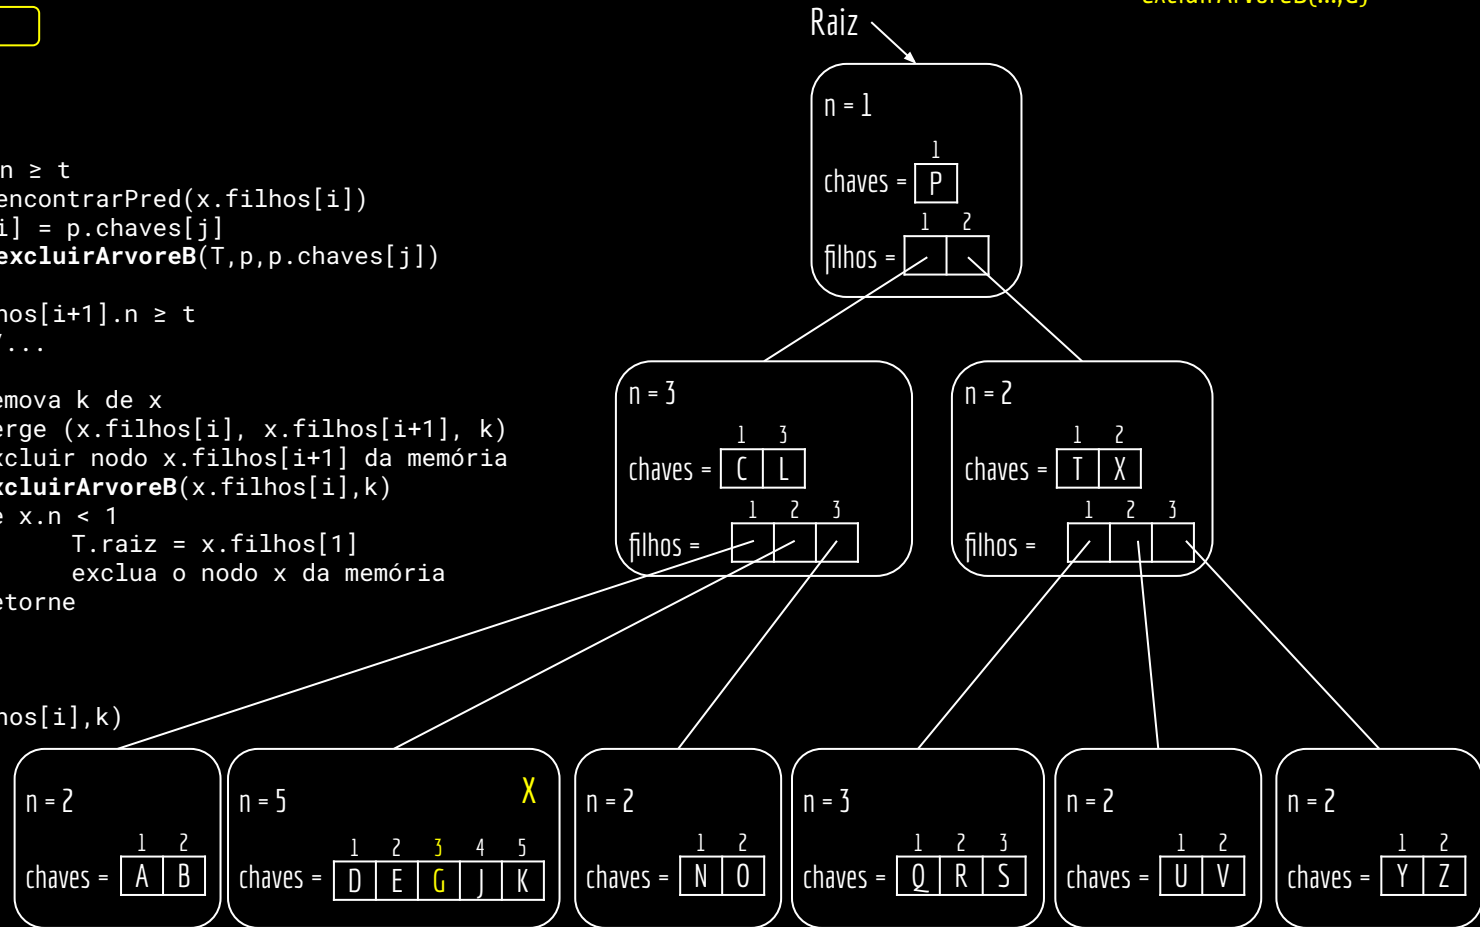 Raiz
n ≥ t
encontrarPred(x.filhos[i])
i] = p.chaves[j]
excluirArvoreB(T,p,p.chaves[j])
hos[i+1].n ≥ t
...
emova k de x
erge (x.filhos[i], x.filhos[i+1], k)
xcluir nodo x.filhos[i+1] da memória
xcluirArvoreB(x.filhos[i],k)
e x.n < 1
T.raiz = x.filhos[1]
exclua o nodo x da memória
etorne
hos[i],k)
n = 1
1
chaves = P
1 2
filhos =
n = 3
1 3
chaves = C L
1 2 3
filhos =
n = 2
1 2
chaves = T X
1 2 3
filhos =
n = 2
1 2
chaves = A B
n = 5
X
1 2 3 4 5
chaves = D E G J K
n = 2
1 2
chaves = N O
n = 3
1 2 3
chaves = Q R S
n = 2
1 2
chaves = U V
n = 2
1 2
chaves = Y Z